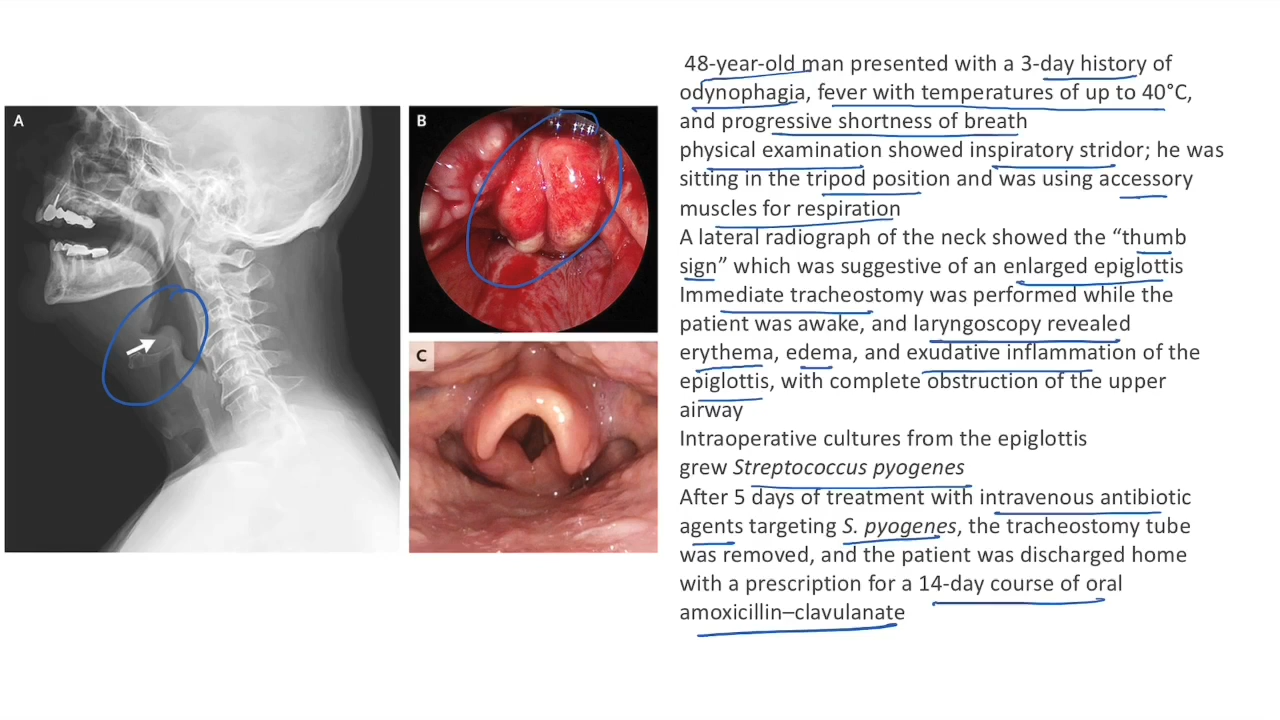 A
B
C
48-year-old man presented with a 3-day history of
odynophagia, fever with temperatures of up to 40°C,
and progressive shortness of breath
physical examination showed inspiratory stridor; he was
sitting in the tripod position and was using accessory
muscles for respiration
A lateral radiograph of the neck showed the “thumb
sign” which was suggestive of an enlarged epiglottis
Immediate tracheostomy was performed while the
patient was awake, and laryngoscopy revealed
erythema, edema, and exudative inflammation of the
epiglottis, with complete obstruction of the upper
airway
Intraoperative cultures from the epiglottis
grew Streptococcus pyogenes
After 5 days of treatment with intravenous antibiotic
agents targeting S. pyogenes, the tracheostomy tube
was removed, and the patient was discharged home
with a prescription for a 14-day course of oral
amoxicillin–clavulanate